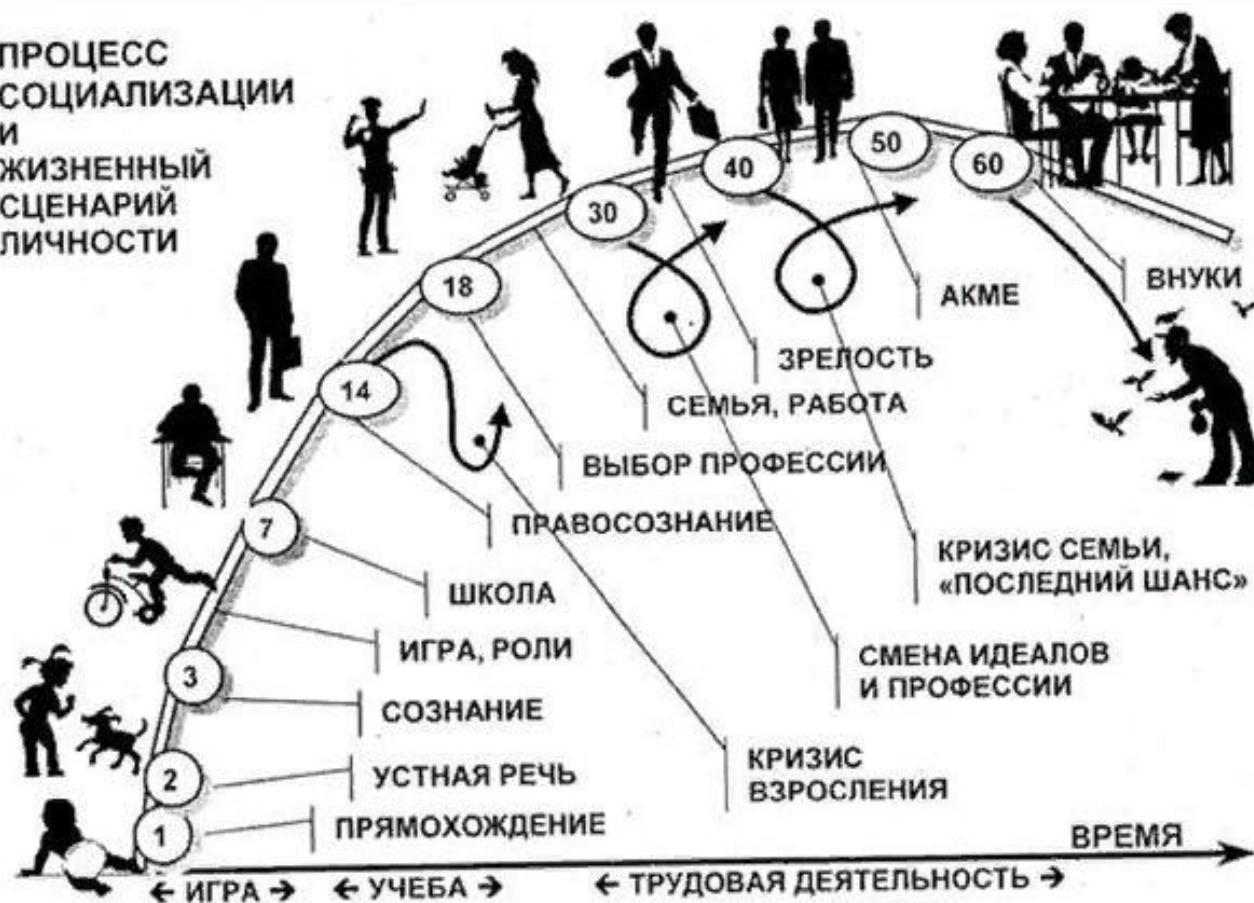 ПРОЦЕСС
СОЦИАЛИЗАЦИИ
И
ЖИЗНЕННЫЙ
СЦЕНАРИЙ
ЛИЧНОСТИ
60
50
40
30
18
14
7
3
2
1
ВНУКИ
АКМЕ
ЗРЕЛОСТЬ
СЕМЬЯ, РАБОТА
ВЫБОР ПРОФЕССИИ
ПРАВОСОЗНАНИЕ
ШКОЛА
ИГРА, РОЛИ
СОЗНАНИЕ
УСТНАЯ РЕЧЬ
ПРЯМОХОЖДЕНИЕ
КРИЗИС СЕМЬИ,
«ПОСЛЕДНИЙ ШАНС»
СМЕНА ИДЕАЛОВ
И ПРОФЕССИИ
КРИЗИС
ВЗРОСЛЕНИЯ
ВРЕМЯ
← ИГРА → ← УЧЕБА → ← ТРУДОВАЯ ДЕЯТЕЛЬНОСТЬ →